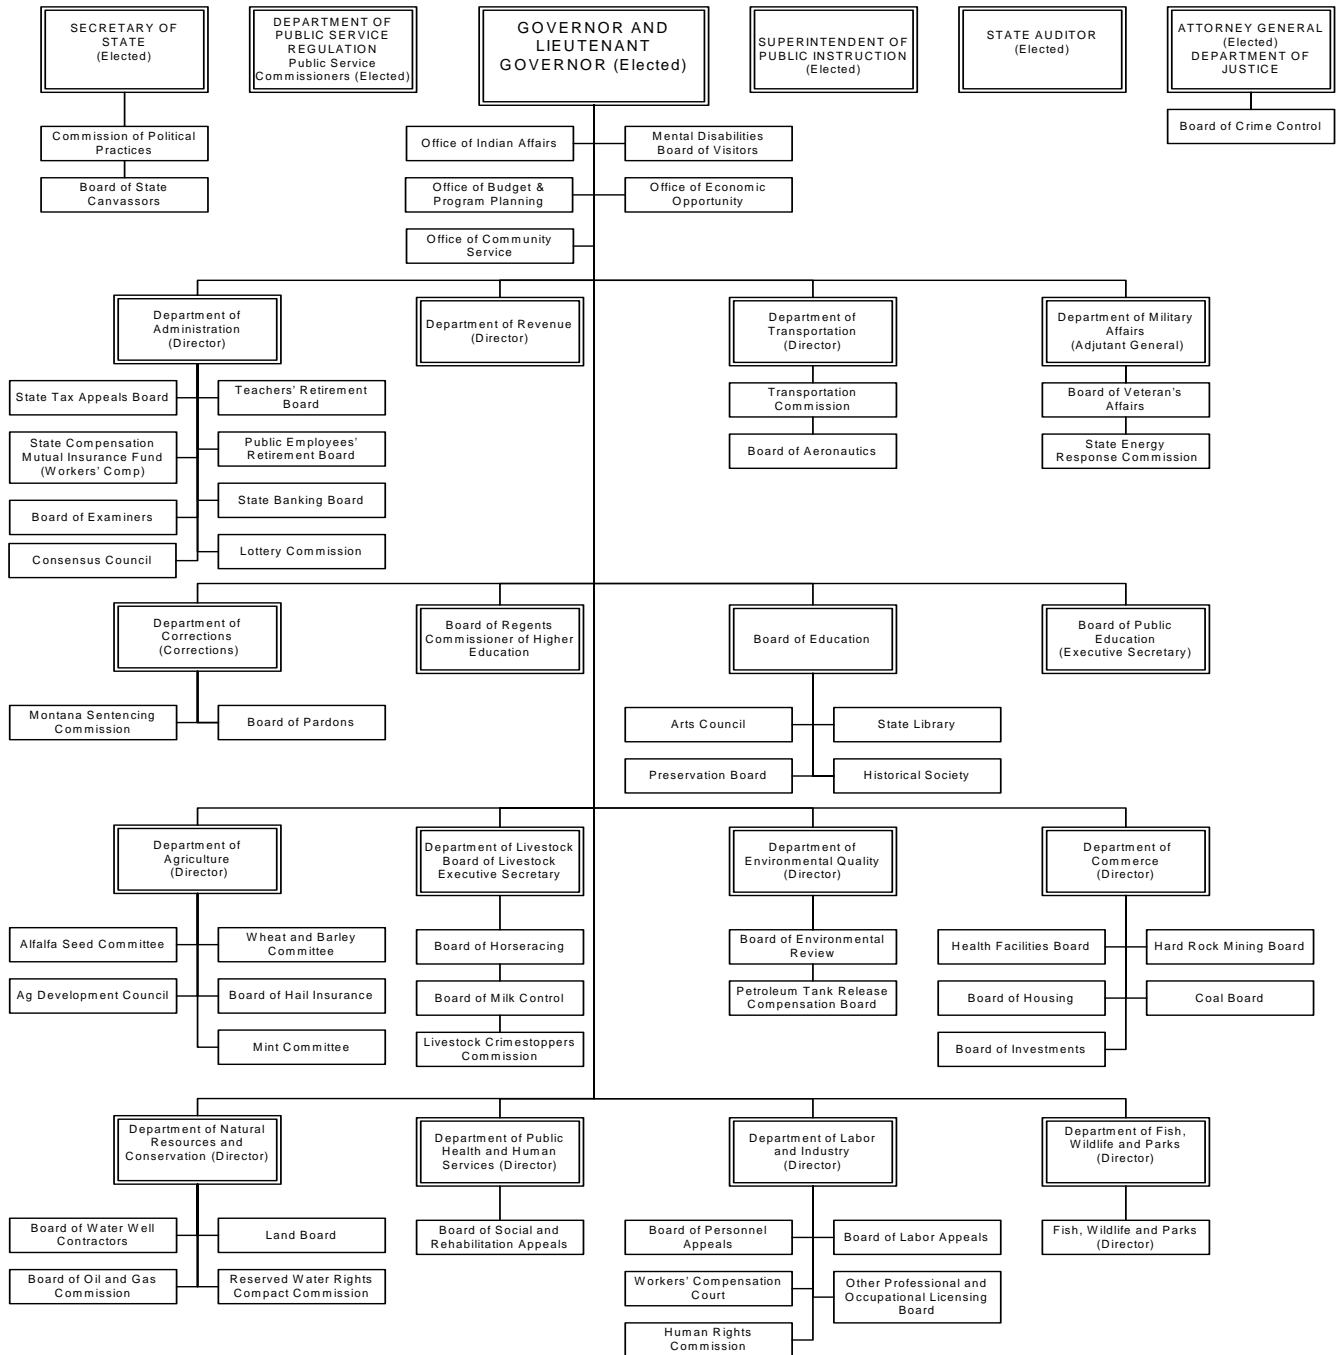 SECRETARY OF
STATE
(Elected)
DEPARTMENT OF
PUBLIC SERVICE
REGULATION
Public Service
Commissioners (Elected)
GOVERNOR AND
LIEUTENANT
GOVERNOR (Elected)
SUPERINTENDENT OF
PUBLIC INSTRUCTION
(Elected)
STATE AUDITOR
(Elected)
ATTORNEY GENERAL
(Elected)
DEPARTMENT OF
JUSTICE
Commission of Political
Practices
Board of State
Canvassors
Office of Indian Affairs
Mental Disabilities
Board of Visitors
Office of Budget &
Program Planning
Office of Economic
Opportunity
Office of Community
Service
Board of Crime Control
Department of
Administration
(Director)
Department of Revenue
(Director)
Department of
Transportation
(Director)
Department of Military
Affairs
(Adjutant General)
State Tax Appeals Board
Teachers' Retirement
Board
State Compensation
Mutual Insurance Fund
(Workers' Comp)
Public Employees'
Retirement Board
Board of Examiners
State Banking Board
Consensus Council
Lottery Commission
Transportation
Commission
Board of Aeronautics
Board of Veteran's
Affairs
State Energy
Response Commission
Department of
Corrections
(Corrections)
Board of Regents
Commissioner of Higher
Education
Board of Education
Board of Public
Education
(Executive Secretary)
Montana Sentencing
Commission
Board of Pardons
Arts Council
State Library
Preservation Board
Historical Society
Department of
Agriculture
(Director)
Department of Livestock
Board of Livestock
Executive Secretary
Department of
Environmental Quality
(Director)
Department of
Commerce
(Director)
Alfalfa Seed Committee
Wheat and Barley
Committee
Ag Development Council
Board of Hail Insurance
Mint Committee
Board of Horseracing
Board of Milk Control
Livestock Crimestoppers
Commission
Board of Environmental
Review
Petroleum Tank Release
Compensation Board
Health Facilities Board
Hard Rock Mining Board
Board of Housing
Coal Board
Board of Investments
Department of Natural
Resources and
Conservation (Director)
Department of Public
Health and Human
Services (Director)
Department of Labor
and Industry
(Director)
Department of Fish,
Wildlife and Parks
(Director)
Board of Water Well
Contractors
Land Board
Board of Oil and Gas
Commission
Reserved Water Rights
Compact Commission
Board of Social and
Rehabilitation Appeals
Board of Personnel
Appeals
Board of Labor Appeals
Workers' Compensation
Court
Other Professional and
Occupational Licensing
Board
Human Rights
Commission
Fish, Wildlife and Parks
(Director)